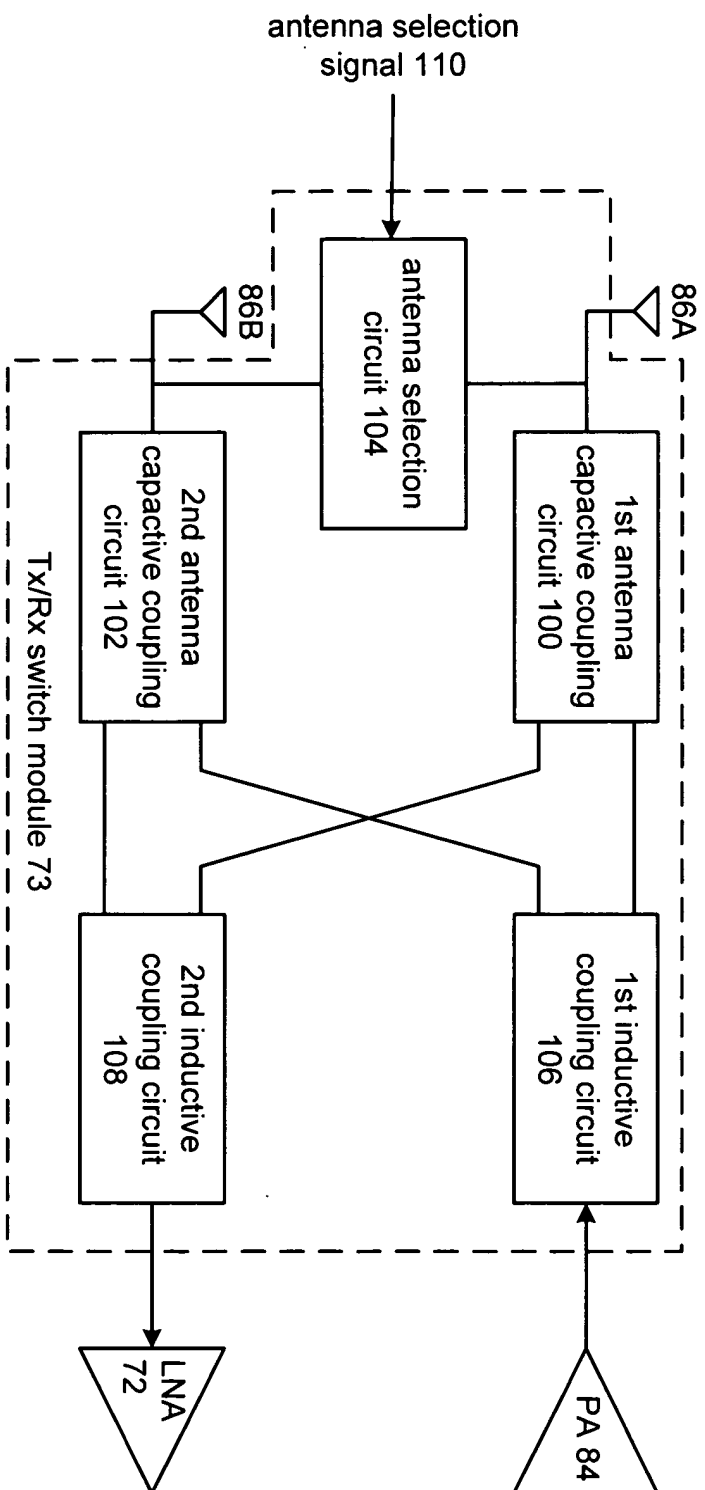 antenna selection
signal 110
86A
86B
antenna selection
circuit 104
1st antenna
capacitive coupling
circuit 100
2nd antenna
capactive coupling
circuit 102
1st inductive
coupling circuit
106
2nd inductive
coupling circuit
108
Tx/Rx switch module 73
PA 84
LNA
72